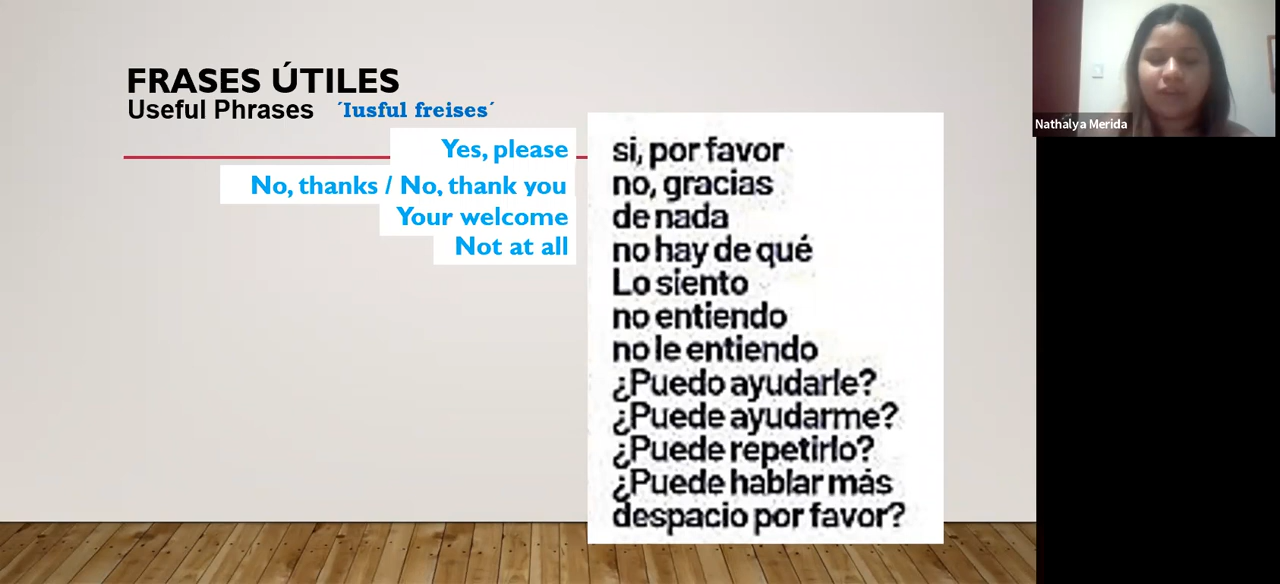 FRASES ÚTILES
Useful Phrases ´Iusful freises´
Yes, please
No, thanks / No, thank you
Your welcome
Not at all
si, por favor
no, gracias
de nada
no hay de qué
Lo siento
no entiendo
no le entiendo
¿Puedo ayudarle?
¿Puede ayudarme?
¿Puede repetirlo?
¿Puede hablar más
despacio por favor?
Nathalya Merida